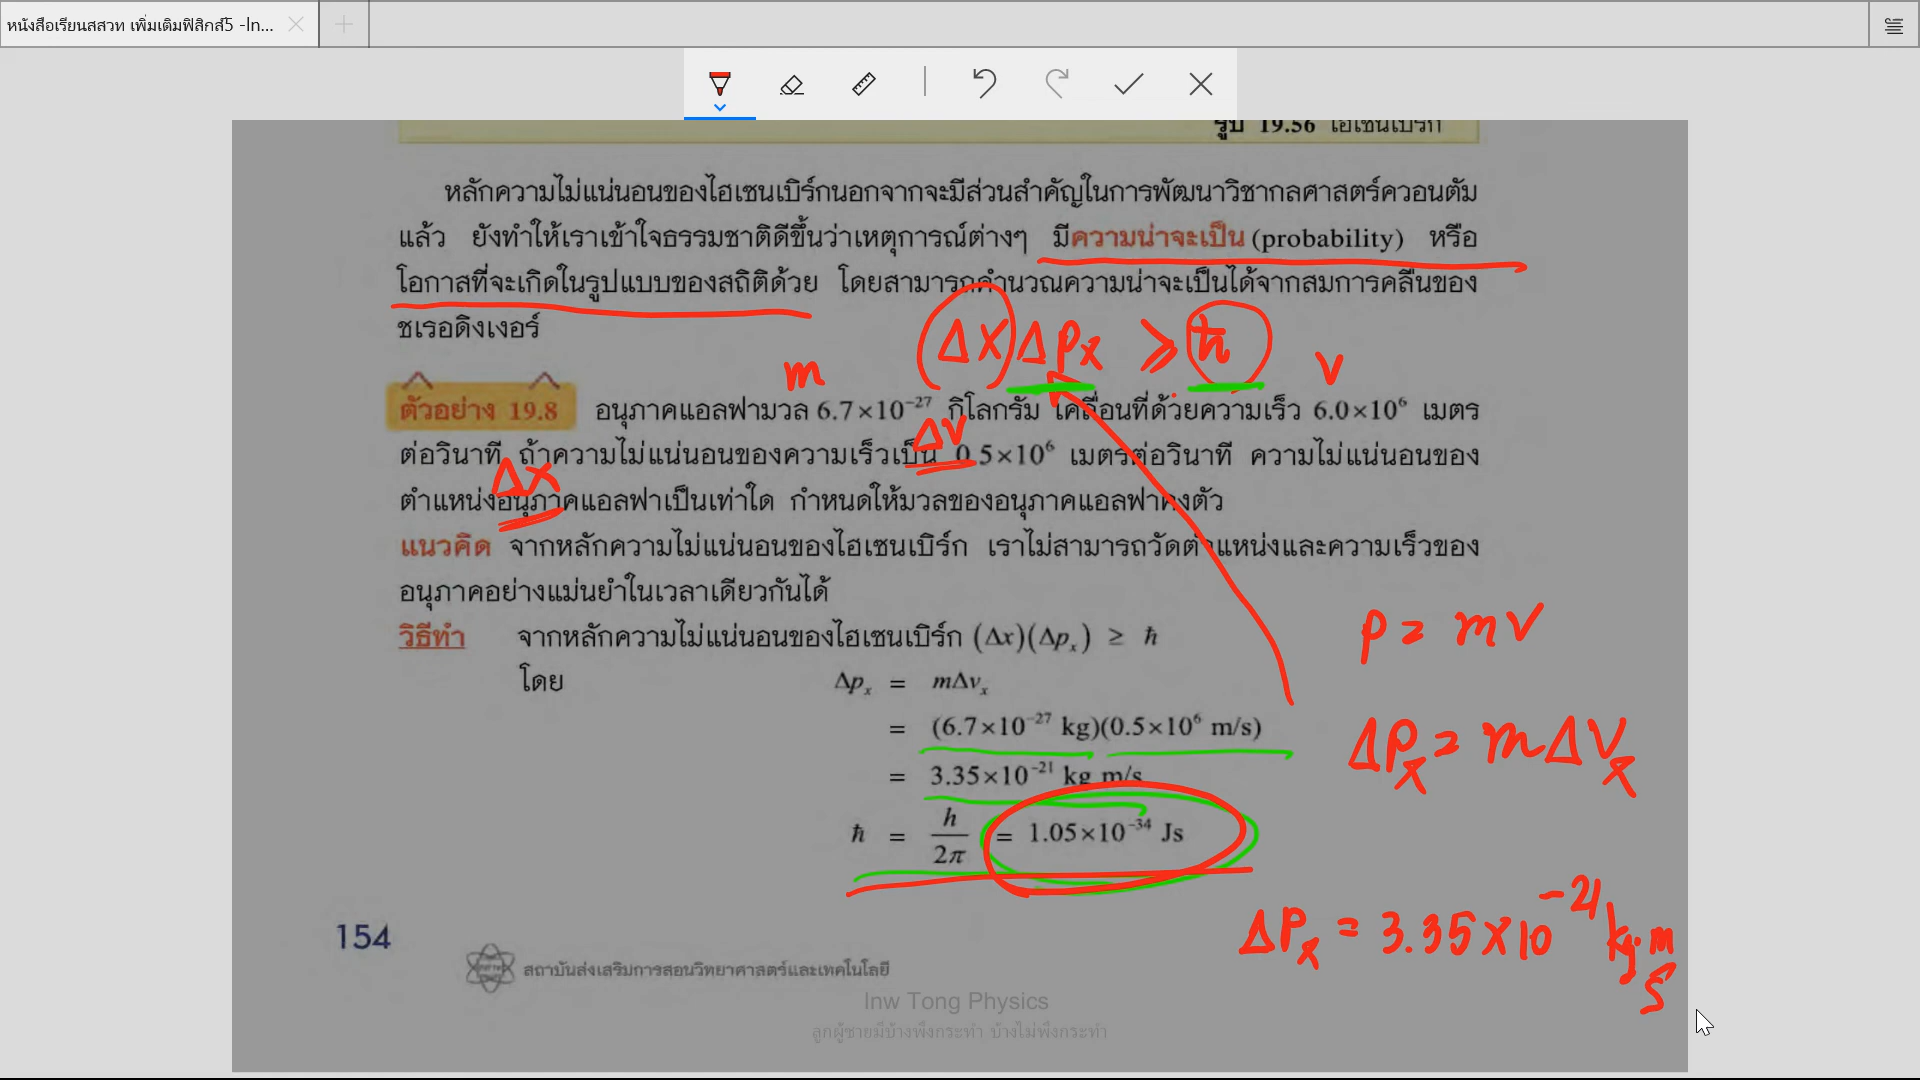 หนังสือเรียนสสวท เพิ่มเติมฟิสิกส์5 -In...
รูป 19.56 ไฮเซนเบิร์ก
หลักความไม่แน่นอนของไฮเซนเบิร์กนอกจากจะมีส่วนสำคัญในการพัฒนาวิชากลศาสตร์ควอนตัม
แล้ว ยังทำให้เราเข้าใจธรรมชาติดีขึ้นว่าเหตุการณ์ต่างๆ มีความน่าจะเป็น (probability) หรือ
โอกาสที่จะเกิดในรูปแบบของสถิติด้วย โดยสามารถคำนวณความน่าจะเป็นได้จากสมการคลื่นของ
ชเรอดิงเงอร์
Δx Δpx ≥ ħ
m
v
ตัวอย่าง 19.8 อนุภาคแอลฟามวล 6.7×10⁻²⁷ กิโลกรัม เคลื่อนที่ด้วยความเร็ว 6.0×10⁶ เมตร
Δv
ต่อวินาที ถ้าความไม่แน่นอนของความเร็วเป็น 0.5×10⁶ เมตรต่อวินาที ความไม่แน่นอนของ
Δx
ตำแหน่งอนุภาคแอลฟาเป็นเท่าใด กำหนดให้มวลของอนุภาคแอลฟาคงตัว
แนวคิด จากหลักความไม่แน่นอนของไฮเซนเบิร์ก เราไม่สามารถวัดตำแหน่งและความเร็วของ
อนุภาคอย่างแม่นยำในเวลาเดียวกันได้
วิธีทำ จากหลักความไม่แน่นอนของไฮเซนเบิร์ก (Δx)(Δpₓ) ≥ ħ
โดย Δpₓ = mΔvₓ
= (6.7×10⁻²⁷ kg)(0.5×10⁶ m/s)
= 3.35×10⁻²¹ kg m/s
ħ = h/2π = 1.05×10⁻³⁴ Js
p = mv
Δpx = mΔvx
Δpx = 3.35×10⁻²¹ kg·m/s
154
สถาบันส่งเสริมการสอนวิทยาศาสตร์และเทคโนโลยี
Inw Tong Physics
ลูกผู้ชายมีบ้างพึงกระทำ บ้างไม่พึงกระทำ